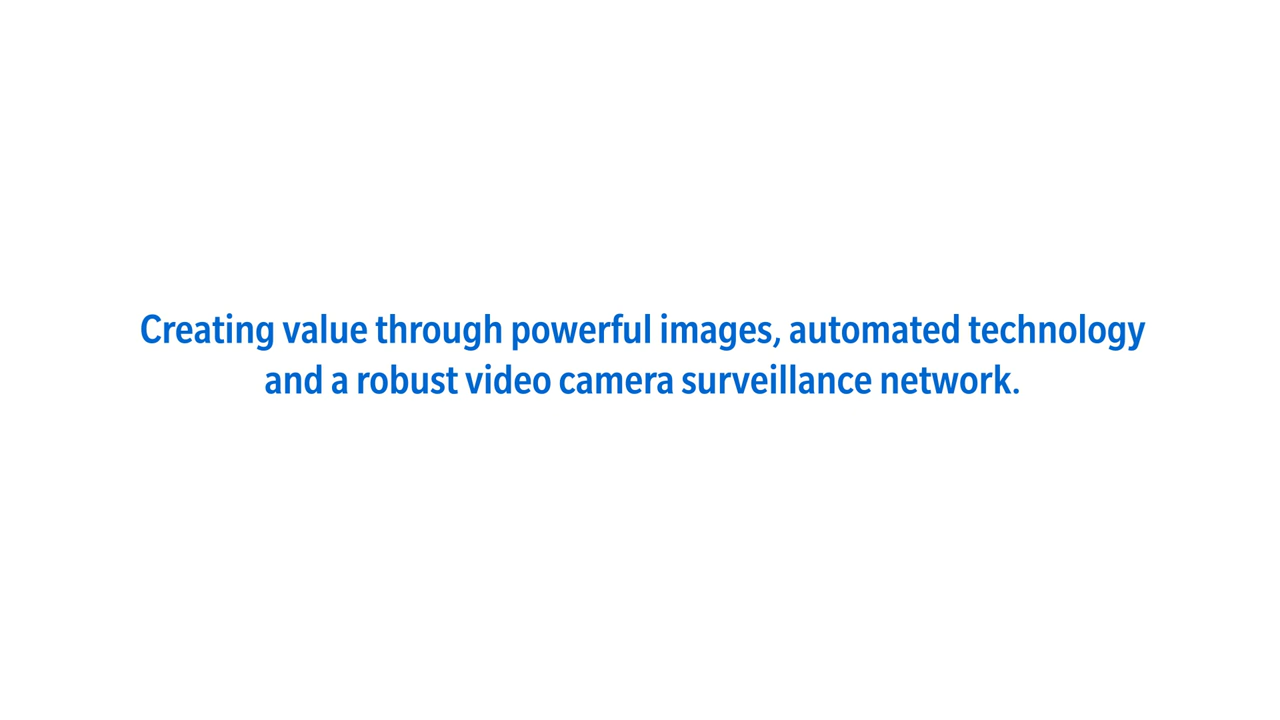 Creating value through powerful images, automated technology
and a robust video camera surveillance network.